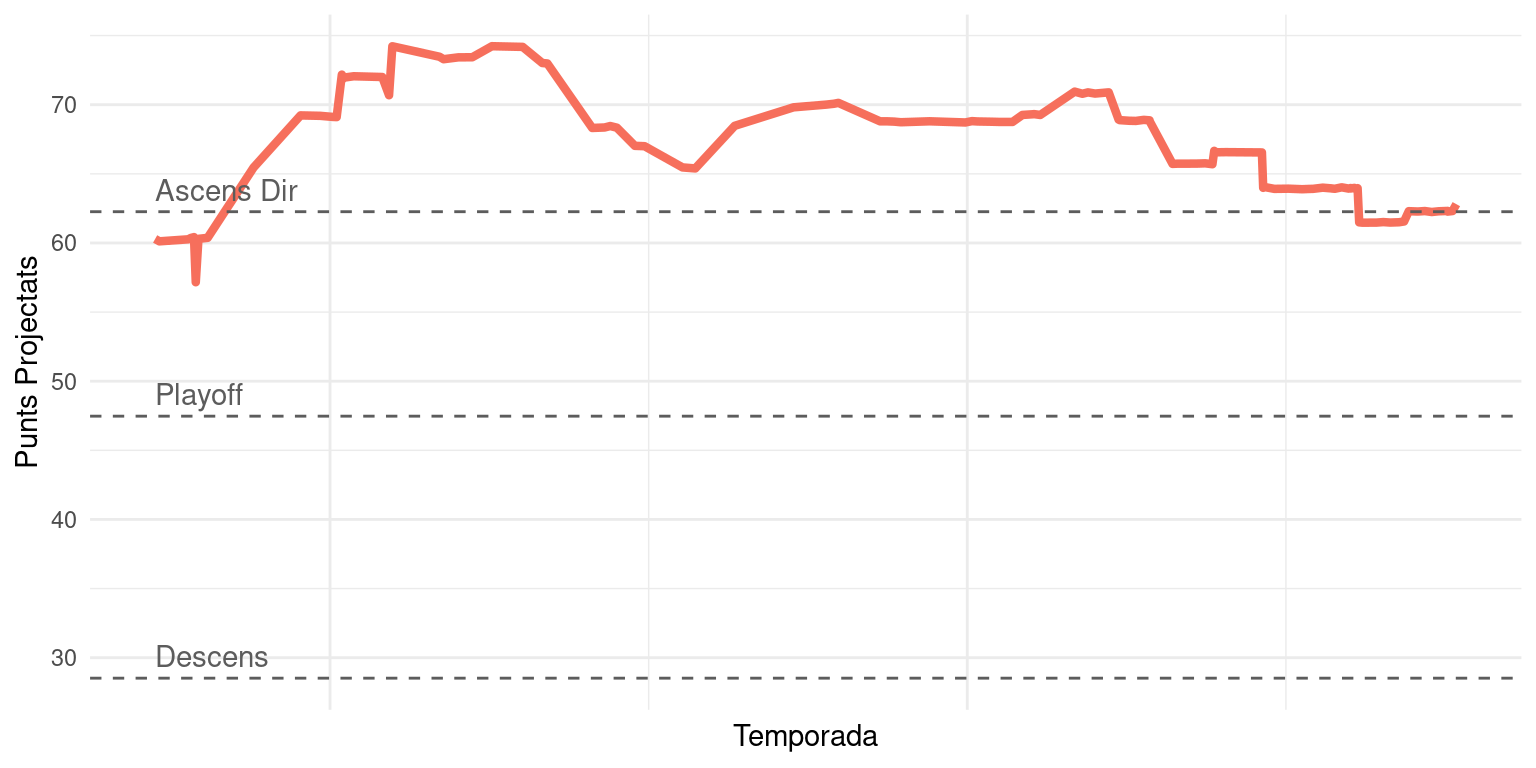 70
60
50
40
30
Ascens Dir
Playoff
Descens
Punts Projectats
Temporada